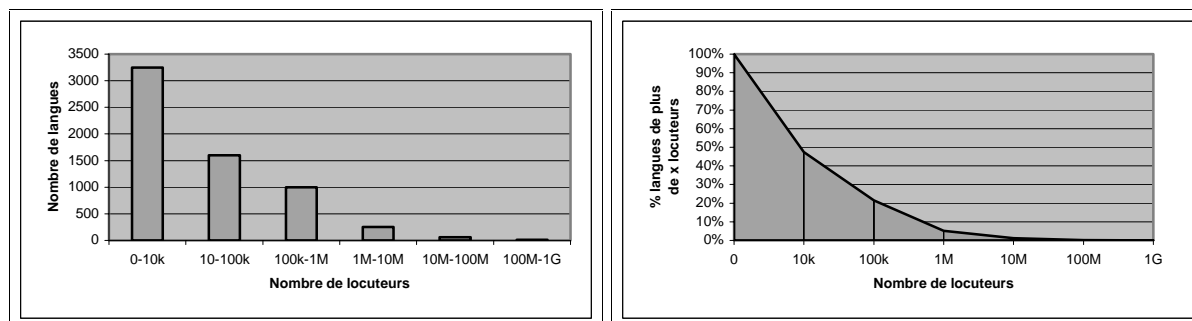 3500
3000
2500
2000
1500
1000
500
0
Nombre de langues
0-10k 10-100k 100k-1M 1M-10M 10M-100M 100M-1G
Nombre de locuteurs
100%
90%
80%
70%
60%
50%
40%
30%
20%
10%
0%
% langues de plus
de x locuteurs
0 10k 100k 1M 10M 100M 1G
Nombre de locuteurs